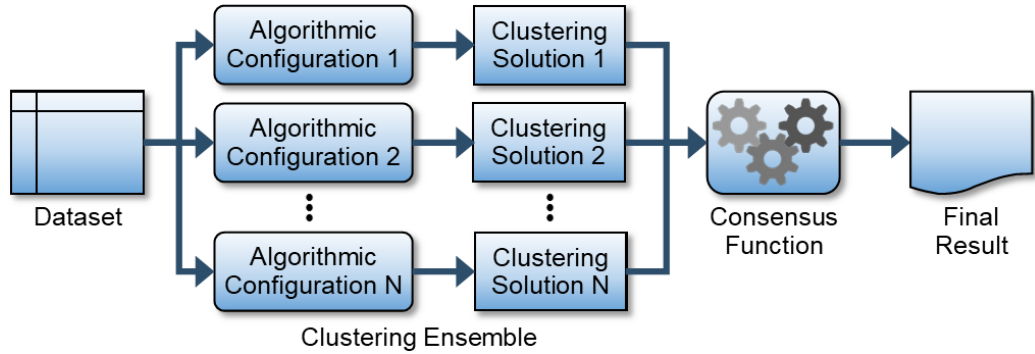 Algorithmic
Configuration 1
Clustering
Solution 1
Algorithmic
Configuration 2
Clustering
Solution 2
Dataset
Consensus
Function
Final
Result
Algorithmic
Configuration N
Clustering
Solution N
Clustering Ensemble